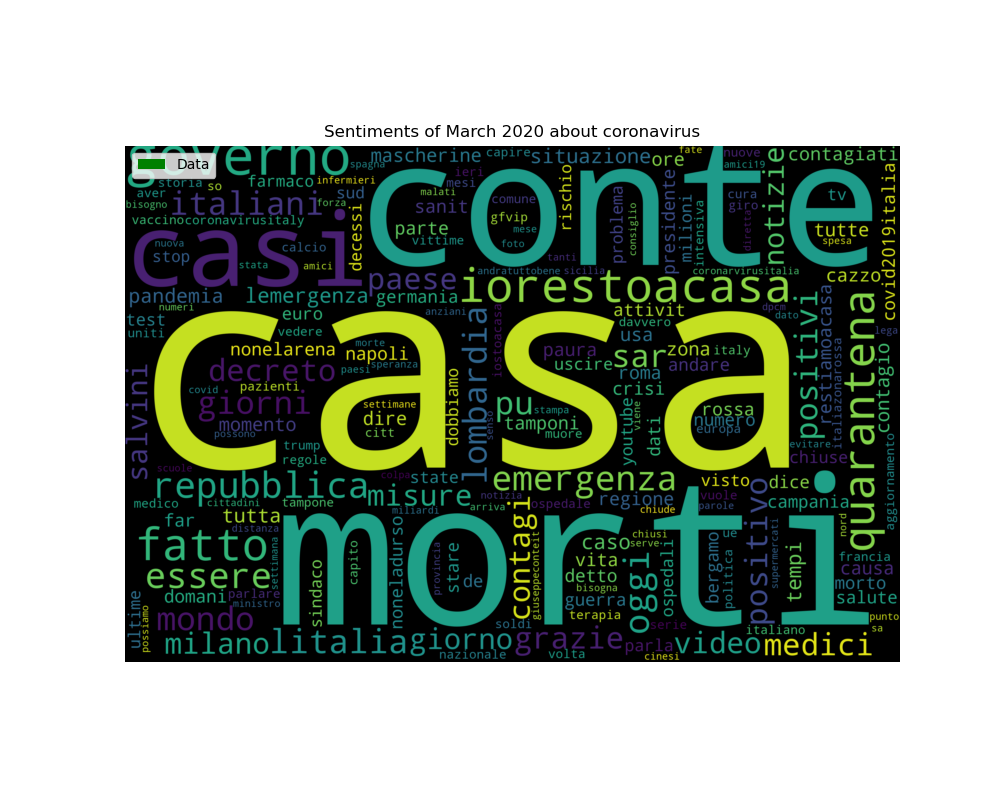 Sentiments of March 2020 about coronavirus
Data
governo
conte
casi
casa
morti
iorestoacasa
quarantena
mascherine
capire
situazione
ore
fate
amici19
nuove
contagiati
spagna
storia
so
farmaco
infermieri
aver
bisogno
italiani
sud
forza
vaccinocoronavirusitaly
decessi
ieri
mesi
malati
sanit
parte
vittime
comune
gfvip
mese
foto
rischio
problema
consiglio
presidente
milioni
intensiva
cura
giro
diretta
notizie
tv
tutte
spesa
covid2019italia
nuova
stop
calcio
stata
amici
paese
andratuttobene
sicilia
tanti
coronarvirusitalia
cazzo
pandemia
numeri
lemergenza
germania
anziani
euro
vedere
attivit
davvero
usa
dpcm
dato
positivi
restiamoacasa
italiazonarossa
lega
contagio
test
uniti
nonelarena
morte
napoli
paesi
speranza
decreto
pazienti
covid
giorni
settimane
dire
citt
dobbiamo
lombardia
senso
iostoacasa
paura
uscire
sar
zona
italy
roma
andare
crisi
pu
stampa
tamponi
muore
youtube
viene
dati
rossa
numero
europa
evitare
chiuse
salvini
momento
possono
trump
regole
scuole
colpa
repubblica
misure
state
emergenza
visto
dice
medico
cittadini
tampone
miliardi
arriva
notizia
ospedale
regione
chiude
vuole
parole
campania
aggiornamento
far
tutta
distanza
settimana
capito
noneladurso
provincia
stare
de
contagi
giuseppeconteit
caso
chiusi
serve
vita
detto
bisogna
guerra
terapia
oggi
ospedali
bergamo
ue
politica
positivo
supermercati
tempi
nord
francia
causa
morto
salute
fatto
essere
domani
parlare
ministro
sindaco
ultime
possiamo
mondo
milano
litalia
giorno
soldi
nazionale
grazie
volta
serie
parla
cinesi
video
italiano
medici
punto
sa